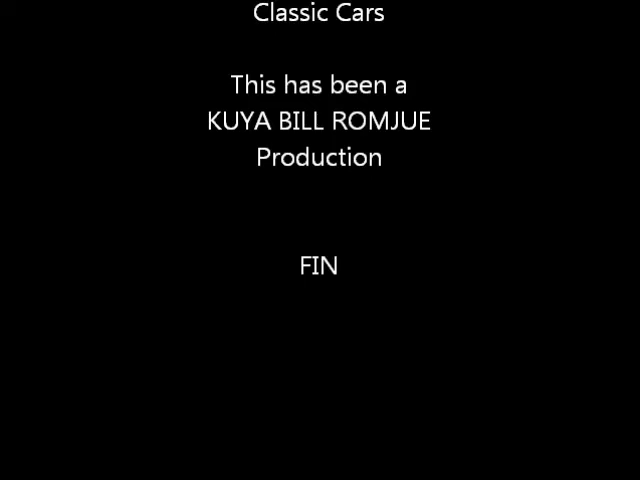 Classic Cars
This has been a
KUYA BILL ROMJUE
Production
FIN